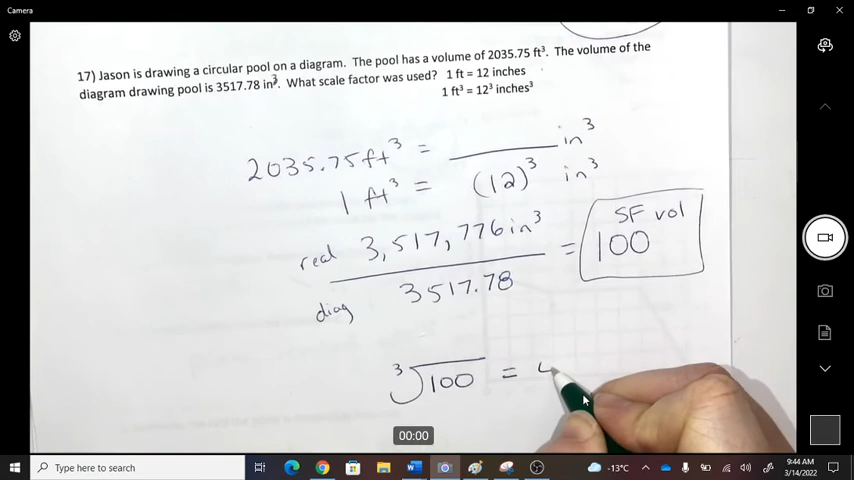 Camera
17) Jason is drawing a circular pool on a diagram. The pool has a volume of 2035.75 ft³. The volume of the
diagram drawing pool is 3517.78 in³. What scale factor was used? 1 ft = 12 inches
1 ft³ = 12³ inches³
2035.75 ft³ = ______ in³
1 ft³ = (12)³ in³
SF vol
real 3,517,776 in³ = 100
diag 3517.78
³√100 = 4
00:00
Type here to search
-13°C
9:44 AM
3/14/2022